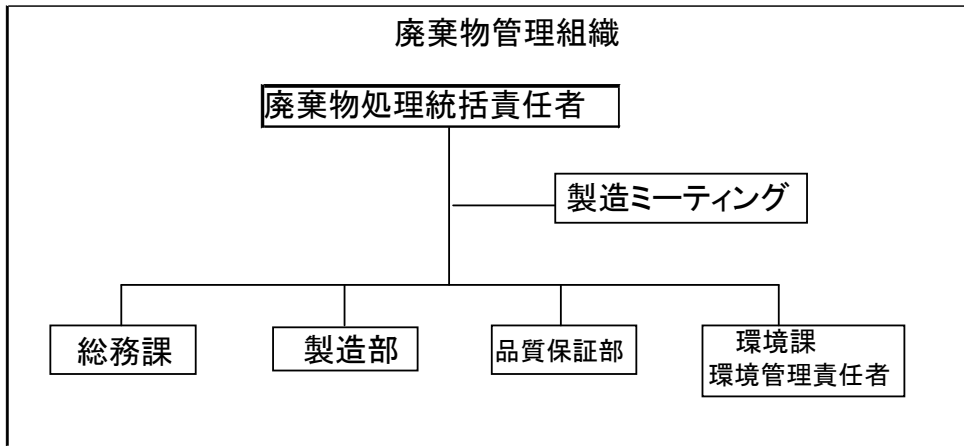 廃棄物管理組織
廃棄物処理統括責任者
製造ミーティング
総務課
製造部
品質保証部
環境課
環境管理責任者